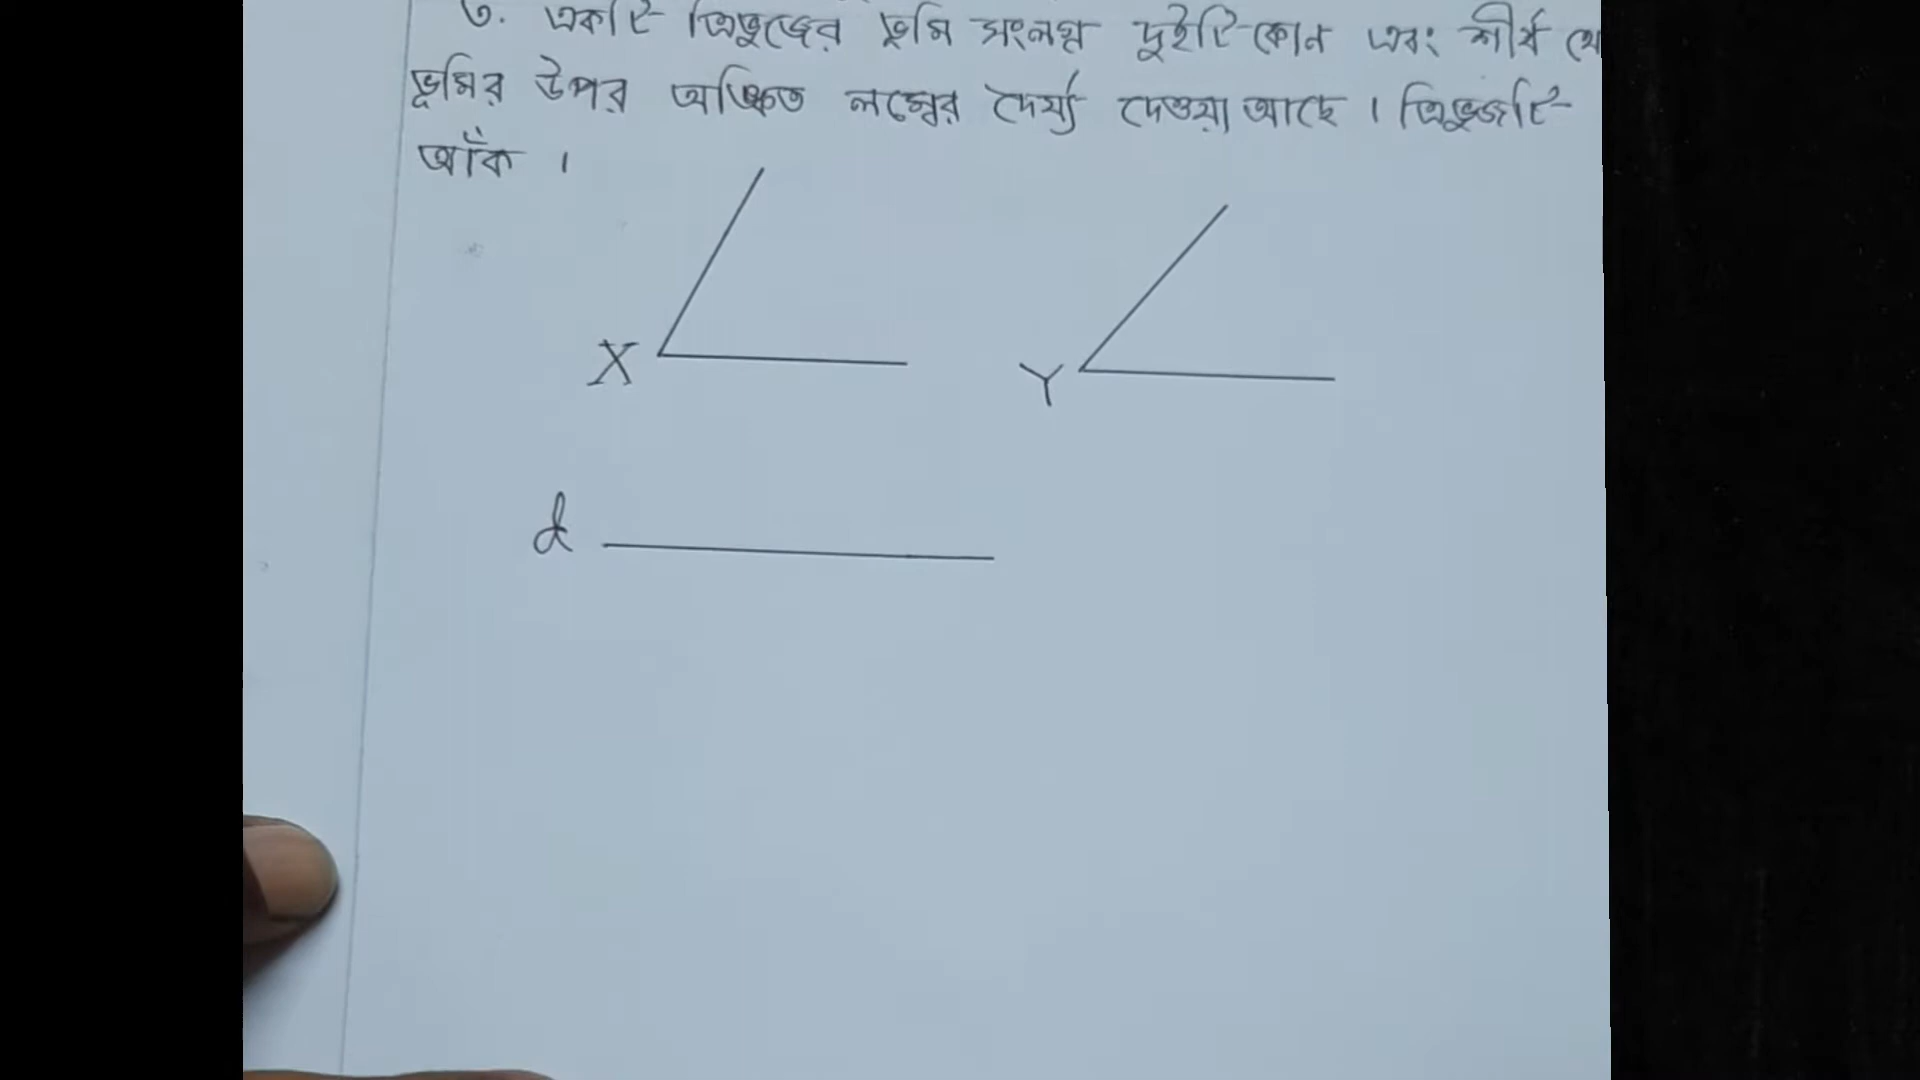 ৩. একটি ত্রিভুজের ভূমি সংলগ্ন দুইটি কোন এবং শীর্ষ থে
ভূমির উপর অঙ্কিত লম্বের দৈর্ঘ্য দেওয়া আছে । ত্রিভুজটি
আঁক ।
X
Y
d